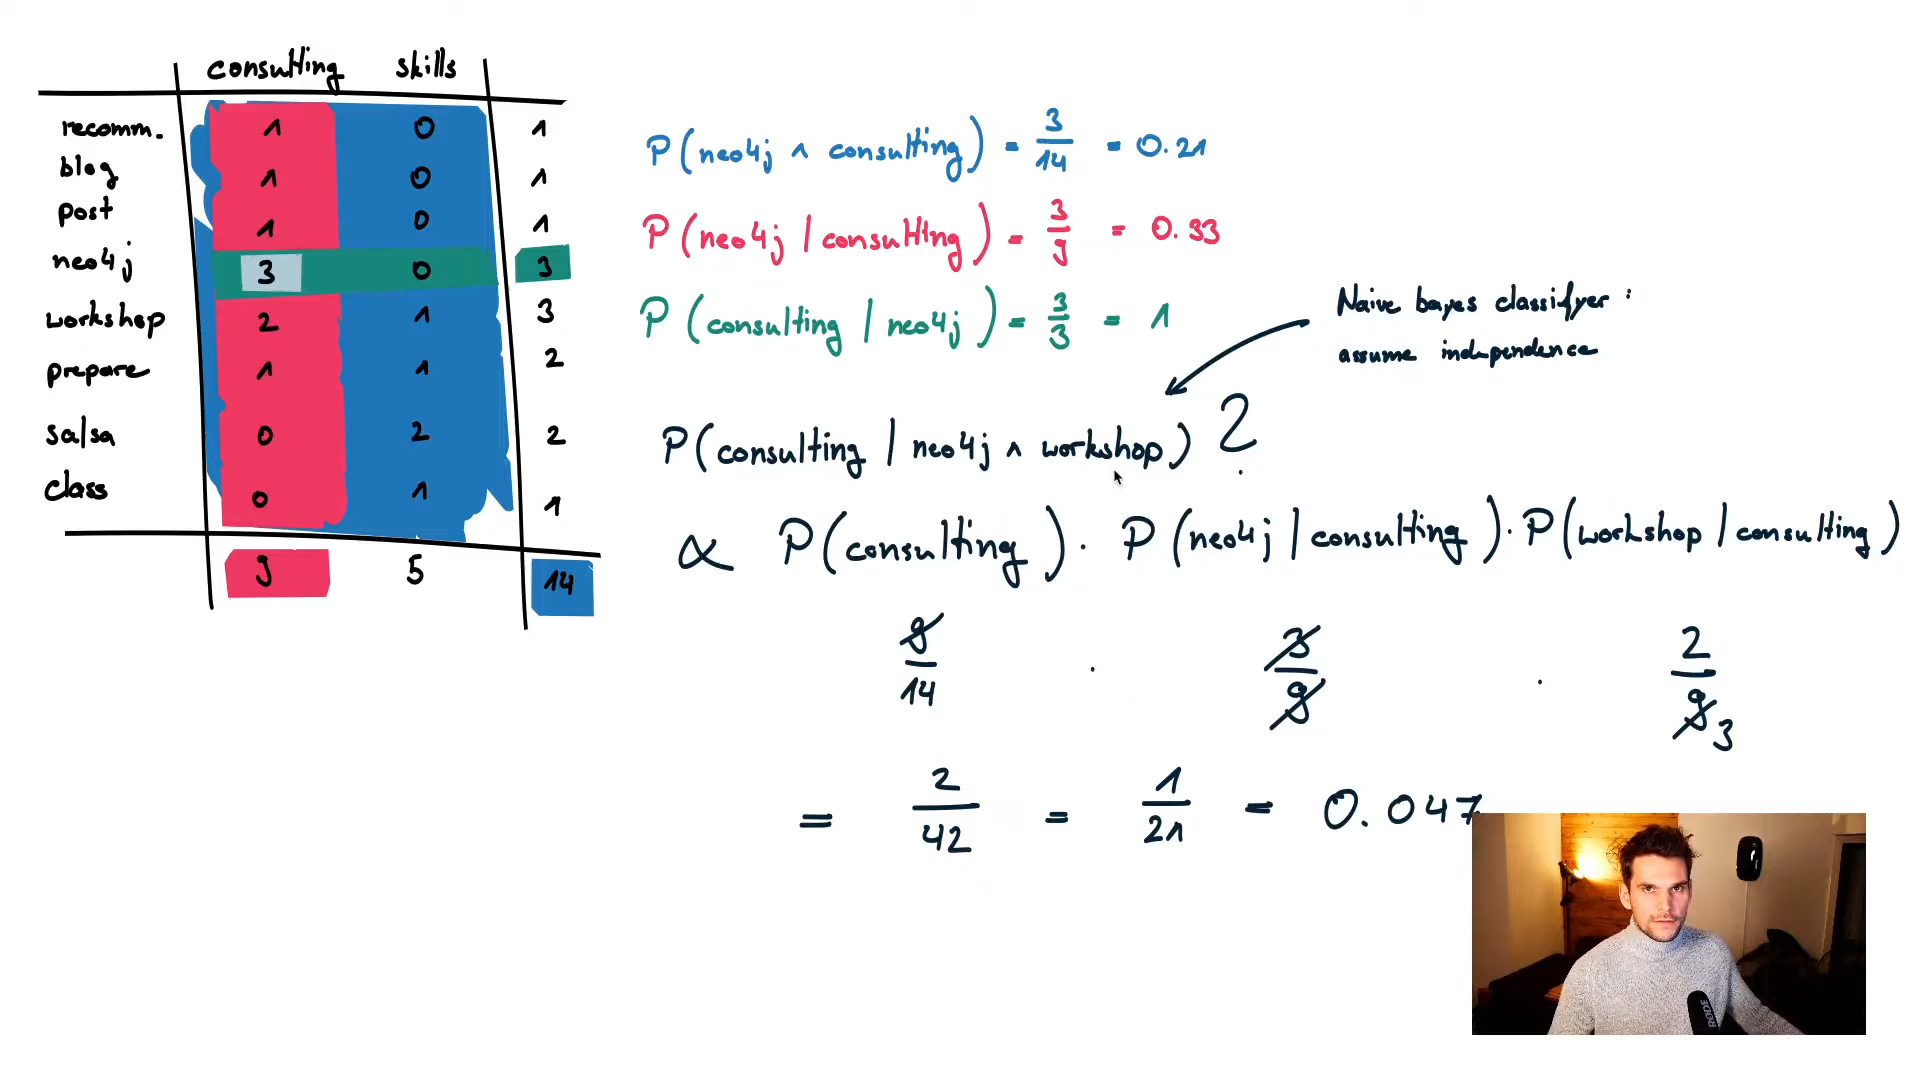 consulting skills
recomm. 1 0 1
blog 1 0 1
post 1 0 1
neo4j 3 0 3
workshop 2 1 3
prepare 1 1 2
salsa 0 2 2
class 0 1 1
9 5 14
P(neo4j ∧ consulting) = 3/14 = 0.21
P(neo4j | consulting) = 3/9 = 0.33
P(consulting | neo4j) = 3/3 = 1
Naive bayes classifyer :
assume independence
P(consulting | neo4j ∧ workshop) ?
∝ P(consulting) · P(neo4j | consulting) · P(workshop | consulting)
9/14 · 3/9 · 2/9 3
= 2/42 = 1/21 = 0.047
RØDE